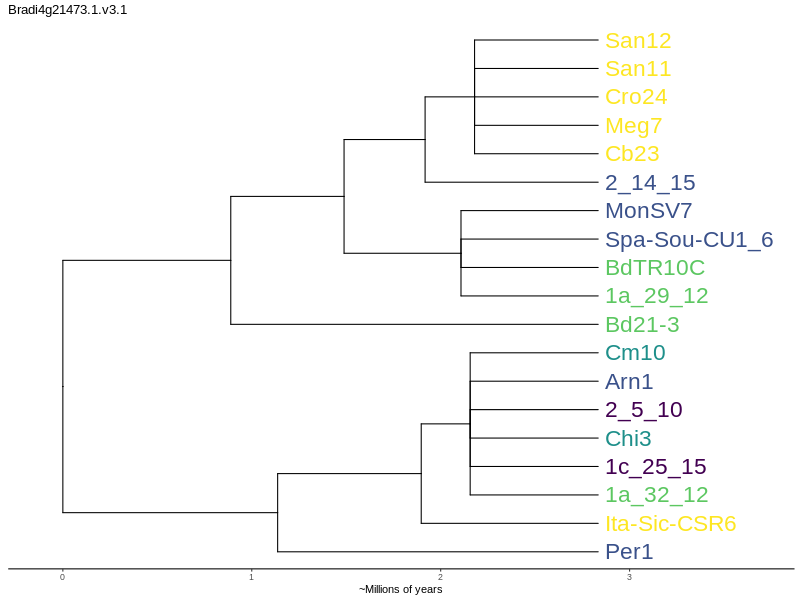 Bradi4g21473.1.v3.1
San12
San11
Cro24
Meg7
Cb23
2_14_15
MonSV7
Spa-Sou-CU1_6
BdTR10C
1a_29_12
Bd21-3
Cm10
Arn1
2_5_10
Chi3
1c_25_15
1a_32_12
Ita-Sic-CSR6
Per1
0 1 2 3
~Millions of years